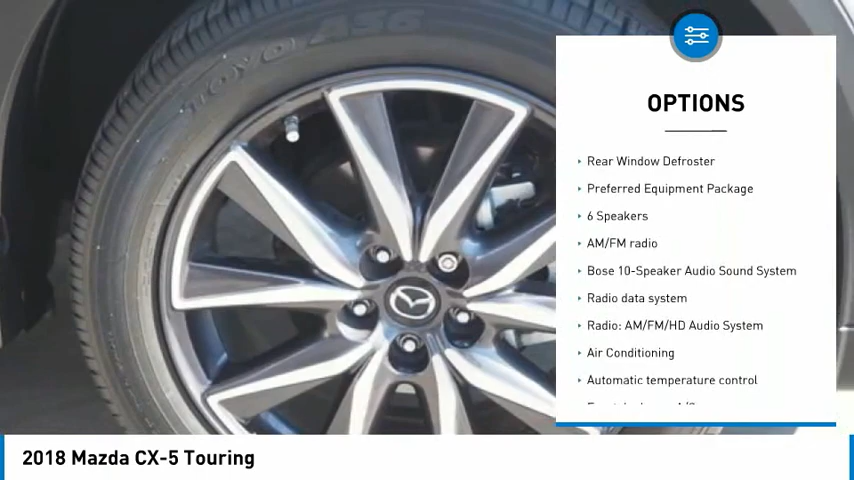 TOYO A36
OPTIONS
Rear Window Defroster
Preferred Equipment Package
6 Speakers
AM/FM radio
Bose 10-Speaker Audio Sound System
Radio data system
Radio: AM/FM/HD Audio System
Air Conditioning
Automatic temperature control
2018 Mazda CX-5 Touring